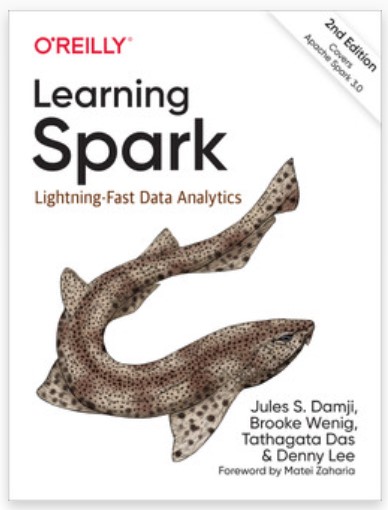 O'REILLY®
2nd Edition
Covers
Apache Spark 3.0
Learning
Spark
Lightning-Fast Data Analytics
Jules S. Damji,
Brooke Wenig,
Tathagata Das
& Denny Lee
Foreword by Matei Zaharia